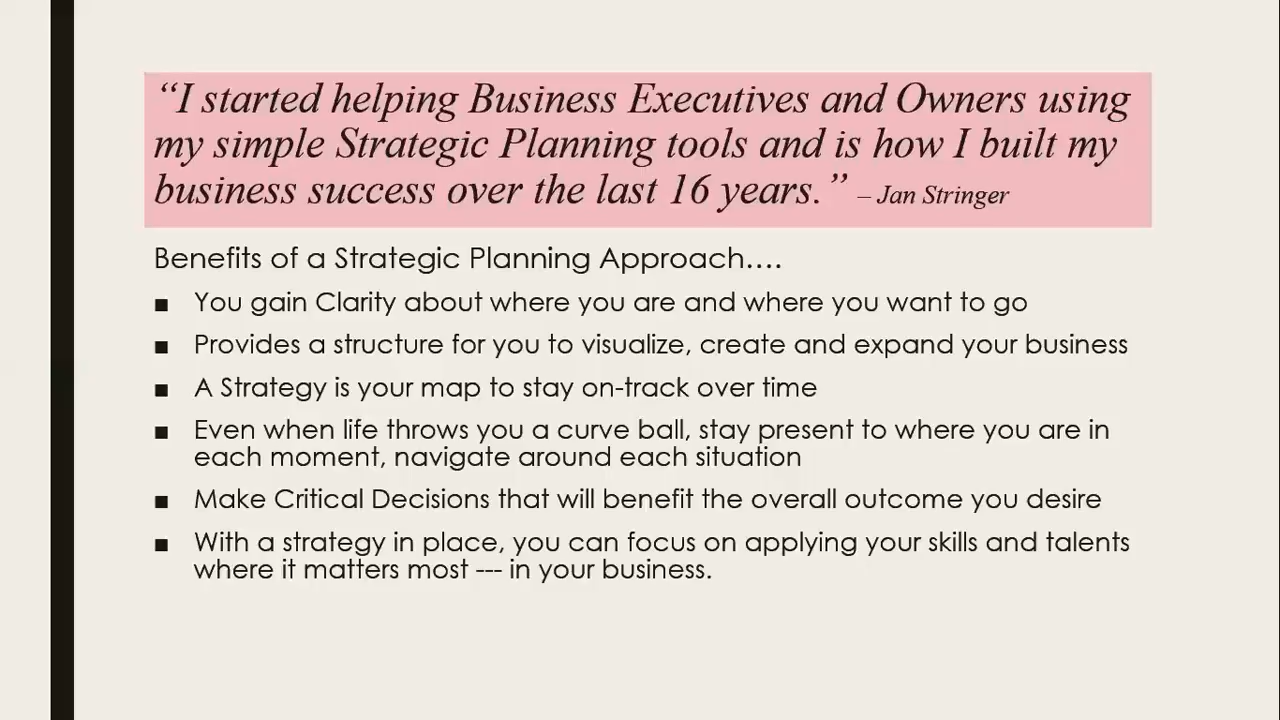 “I started helping Business Executives and Owners using
my simple Strategic Planning tools and is how I built my
business success over the last 16 years.” – Jan Stringer
Benefits of a Strategic Planning Approach….
■ You gain Clarity about where you are and where you want to go
■ Provides a structure for you to visualize, create and expand your business
■ A Strategy is your map to stay on-track over time
■ Even when life throws you a curve ball, stay present to where you are in
each moment, navigate around each situation
■ Make Critical Decisions that will benefit the overall outcome you desire
■ With a strategy in place, you can focus on applying your skills and talents
where it matters most --- in your business.